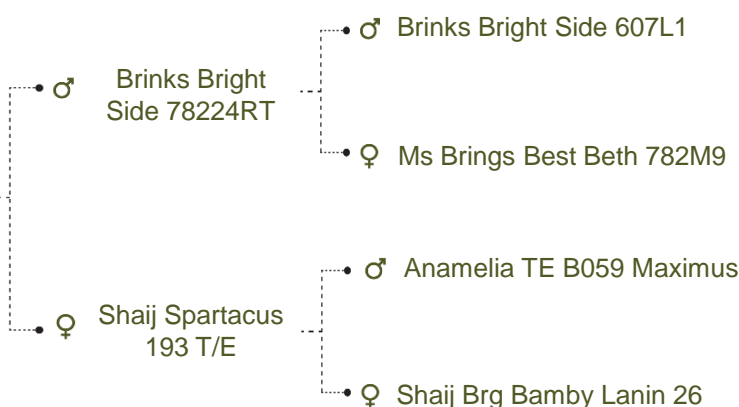 Brinks Bright Side 607L1
Brinks Bright
Side 78224RT
Ms Brings Best Beth 782M9
Anamelia TE B059 Maximus
Shaij Spartacus
193 T/E
Shaij Brg Bamby Lanin 26